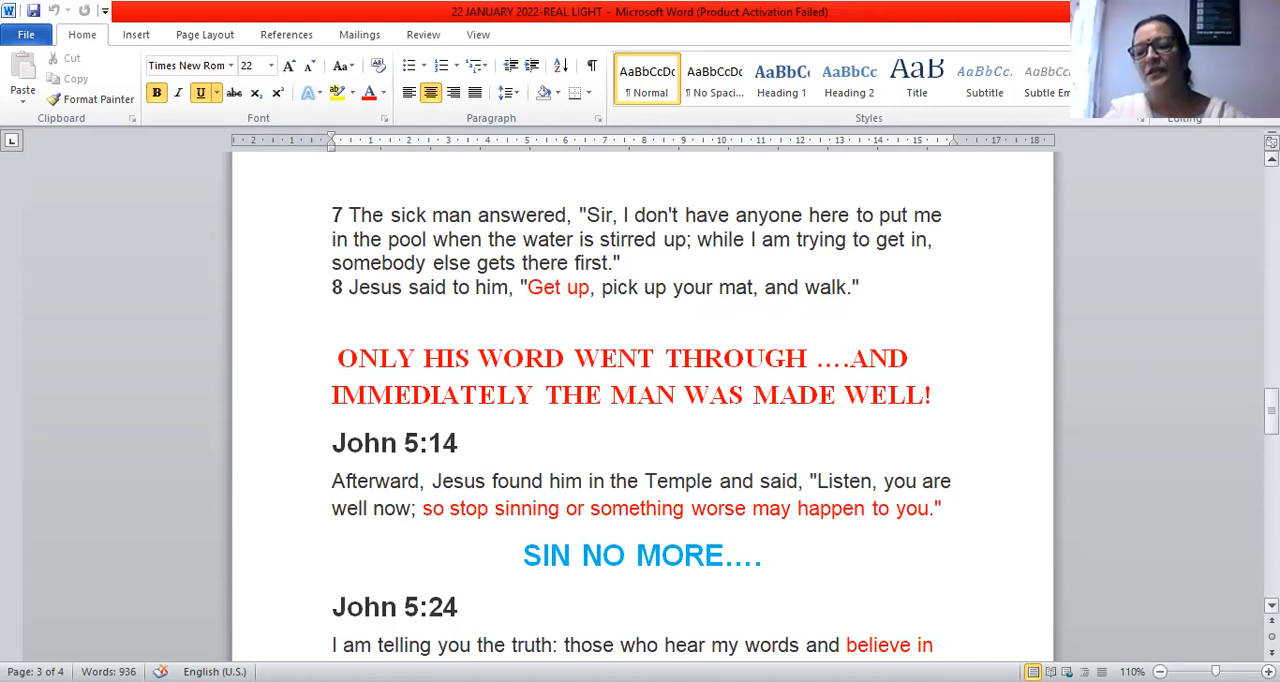 22 JANUARY 2022-REAL LIGHT - Microsoft Word (Product Activation Failed)
File Home Insert Page Layout References Mailings Review View
Cut
Copy
Paste
Format Painter
Times New Rom 22
AaBbCcDc AaBbCcDc AaBbCc AaBbCc AaB AaBbCc. AaBbCc
¶ Normal ¶ No Spaci... Heading 1 Heading 2 Title Subtitle Subtle Em
Clipboard Font Paragraph Styles Editing
7 The sick man answered, "Sir, I don't have anyone here to put me
in the pool when the water is stirred up; while I am trying to get in,
somebody else gets there first."
8 Jesus said to him, "Get up, pick up your mat, and walk."
ONLY HIS WORD WENT THROUGH ....AND
IMMEDIATELY THE MAN WAS MADE WELL!
John 5:14
Afterward, Jesus found him in the Temple and said, "Listen, you are
well now; so stop sinning or something worse may happen to you."
SIN NO MORE....
John 5:24
I am telling you the truth: those who hear my words and believe in
Page: 3 of 4 Words: 936 English (U.S.) 110%